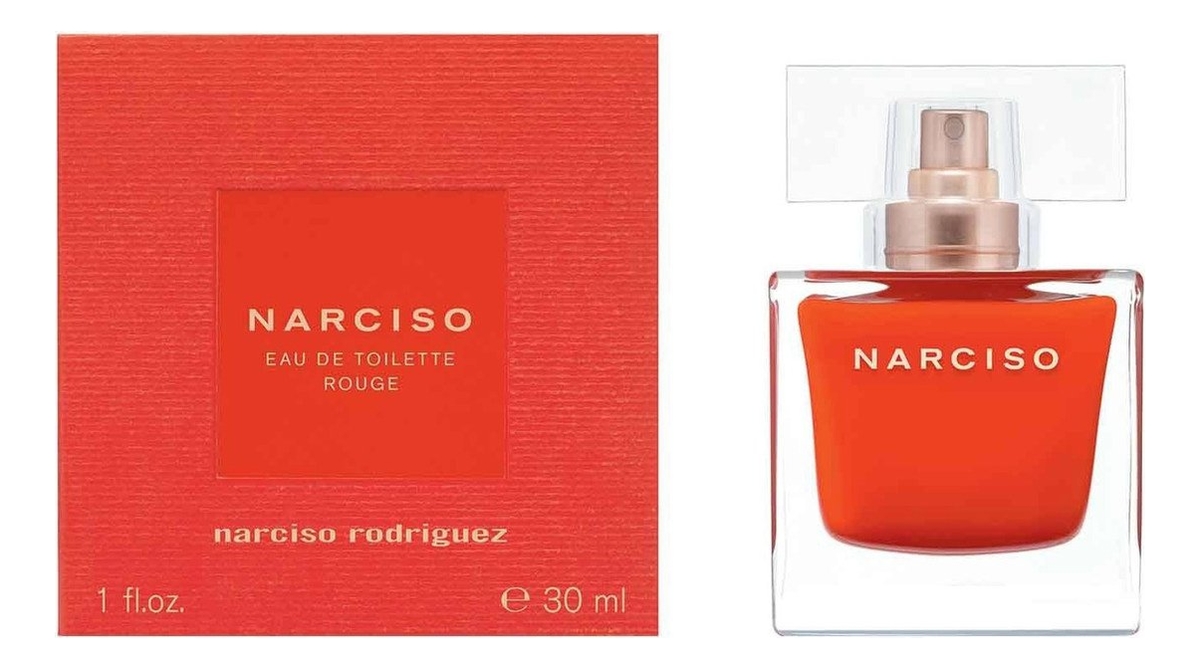 NARCISO
EAU DE TOILETTE
ROUGE
narciso rodriguez
1 fl.oz.
℮ 30 ml
NARCISO